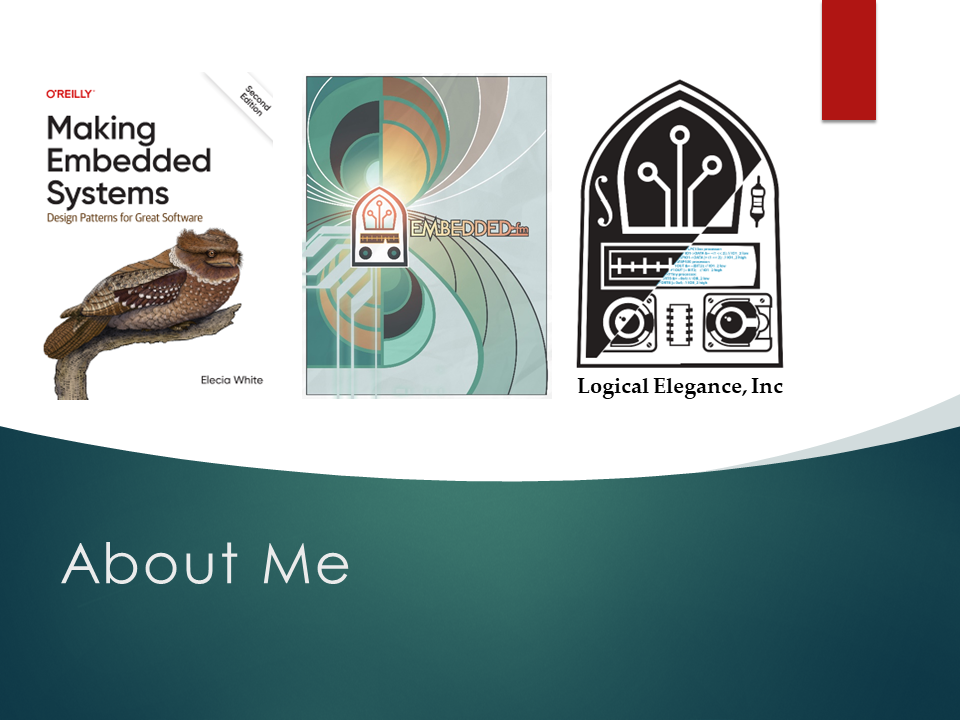 O'REILLY
Second
Edition
Making
Embedded
Systems
Design Patterns for Great Software
Elecia White
EMBEDDED.fm
Logical Elegance, Inc
About Me